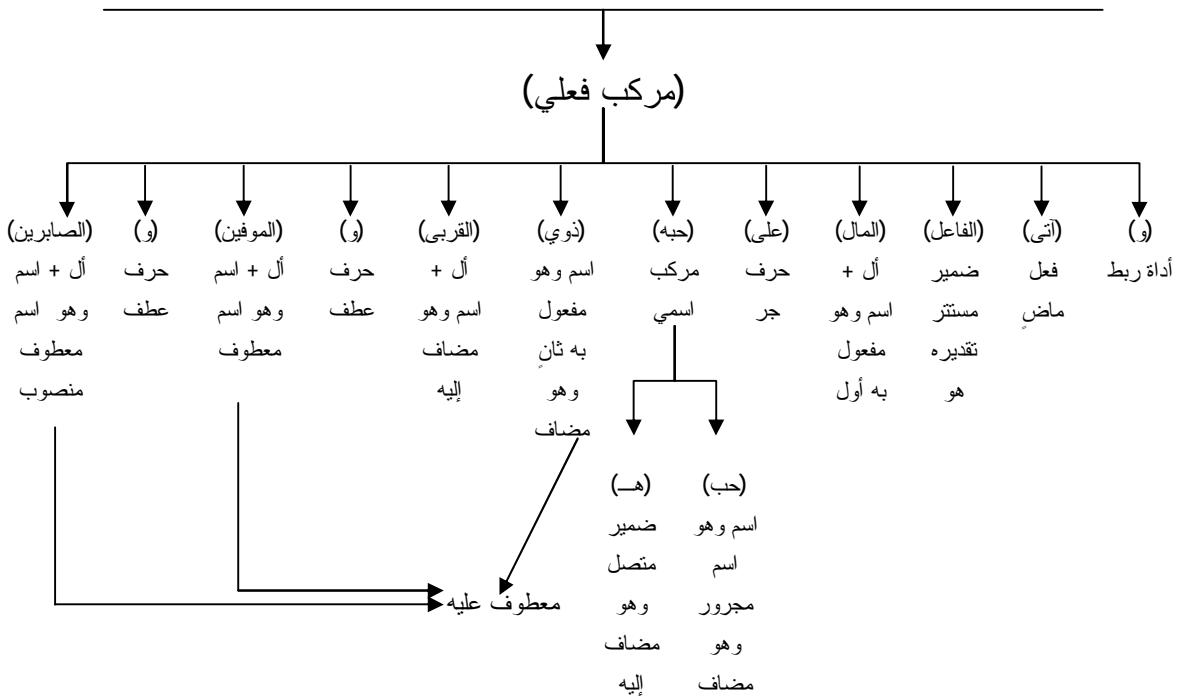 (مركب فعلي)
(و)
أداة ربط
(آتى)
فعل
ماضٍ
(الفاعل)
ضمير
مستتر
تقديره
هو
(المال)
أل +
اسم وهو
مفعول
به أول
(على)
حرف
جر
(حبه)
مركب
اسمي
(حب)
اسم وهو
اسم
مجرور
وهو
مضاف
(هــ)
ضمير
متصل
وهو
مضاف
إليه
(ذوي)
اسم وهو
مفعول
به ثانٍ
وهو
مضاف
(القربى)
أل +
اسم وهو
مضاف
إليه
(و)
حرف
عطف
(الموفين)
أل + اسم
وهو اسم
معطوف
(و)
حرف
عطف
(الصابرين)
أل + اسم
وهو اسم
معطوف
منصوب
معطوف عليه